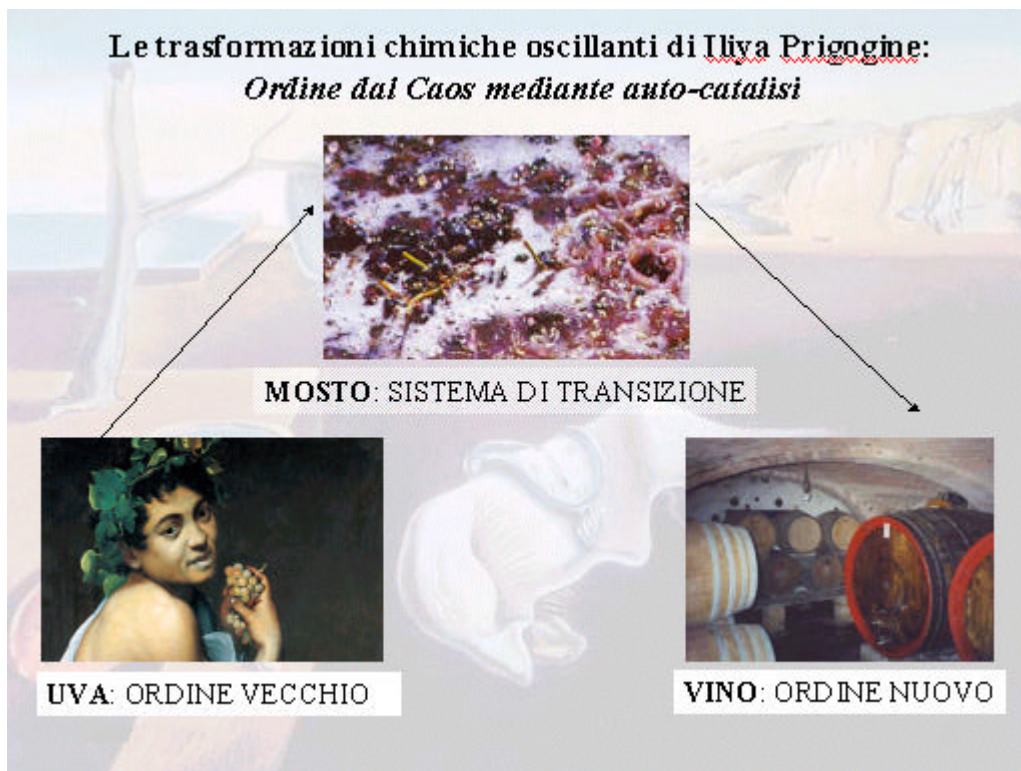 Le trasformazioni chimiche oscillanti di Iliya Prigogine:
Ordine dal Caos mediante auto-catalisi
MOSTO: SISTEMA DI TRANSIZIONE
UVA: ORDINE VECCHIO
VINO: ORDINE NUOVO